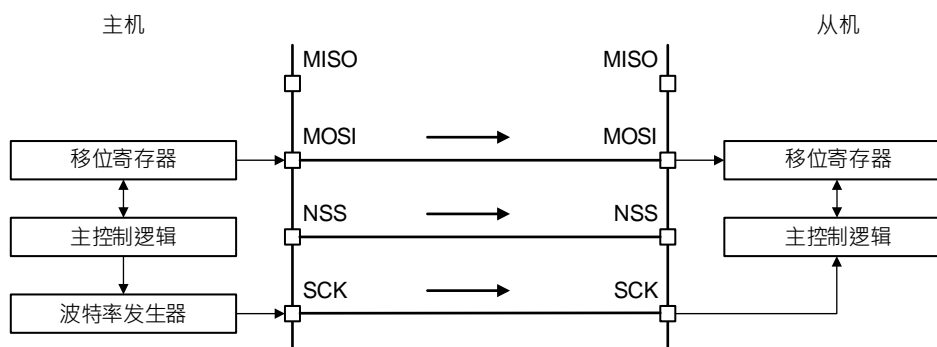 主机
从机
MISO
MISO
MOSI
MOSI
移位寄存器
移位寄存器
NSS
NSS
主控制逻辑
主控制逻辑
SCK
SCK
波特率发生器